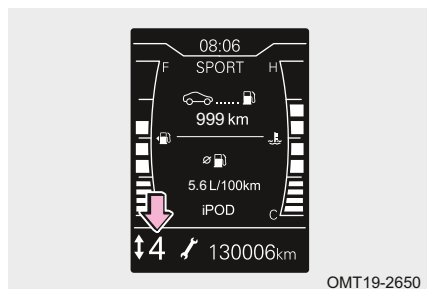 08:06
F SPORT H
999 km
ø
5.6 L/100km
iPOD C
4 130006km
OMT19-2650